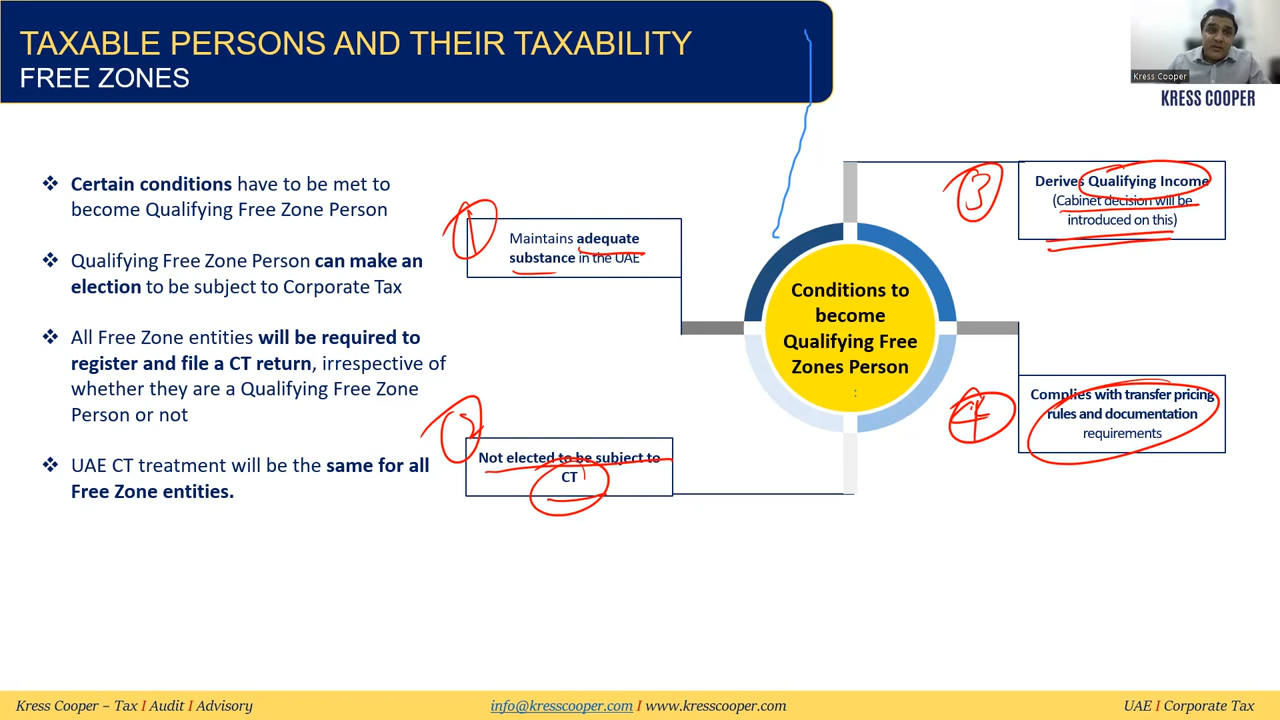 TAXABLE PERSONS AND THEIR TAXABILITY
FREE ZONES
Kress Cooper
KRESS COOPER
❖ Certain conditions have to be met to
become Qualifying Free Zone Person
❖ Qualifying Free Zone Person can make an
election to be subject to Corporate Tax
❖ All Free Zone entities will be required to
register and file a CT return, irrespective of
whether they are a Qualifying Free Zone
Person or not
❖ UAE CT treatment will be the same for all
Free Zone entities.
1
Maintains adequate
substance in the UAE
2
Not elected to be subject to
CT
Conditions to
become
Qualifying Free
Zones Person
:
3
Derives Qualifying Income
(Cabinet decision will be
introduced on this)
4
Complies with transfer pricing
rules and documentation
requirements
Kress Cooper – Tax I Audit I Advisory
info@kresscooper.com I www.kresscooper.com
UAE I Corporate Tax